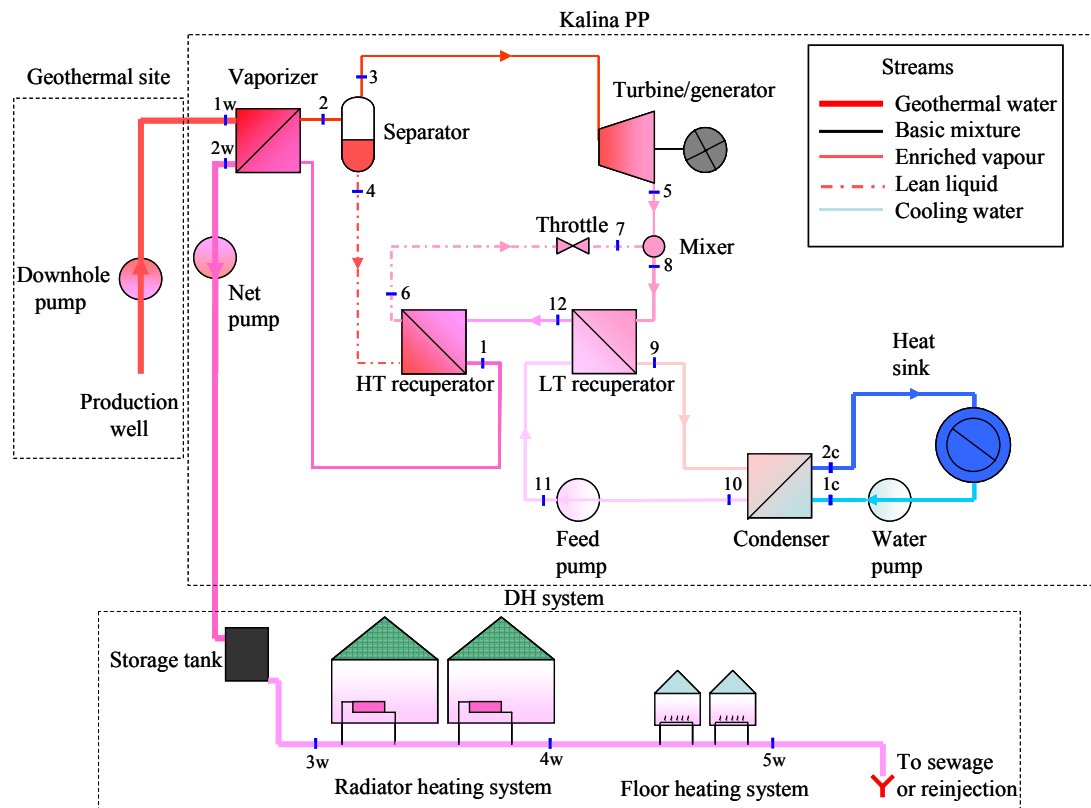 Kalina PP
Geothermal site
Vaporizer
3
Turbine/generator
Streams
Geothermal water
Basic mixture
Enriched vapour
Lean liquid
Cooling water
1w
2
2w
Separator
4
5
Throttle
7
Mixer
8
Downhole
pump
Net
pump
6
12
1
HT recuperator
LT recuperator
9
Heat
sink
Production
well
2c
1c
11
10
Feed
pump
Condenser
Water
pump
DH system
Storage tank
3w
4w
5w
Radiator heating system
Floor heating system
To sewage
or reinjection